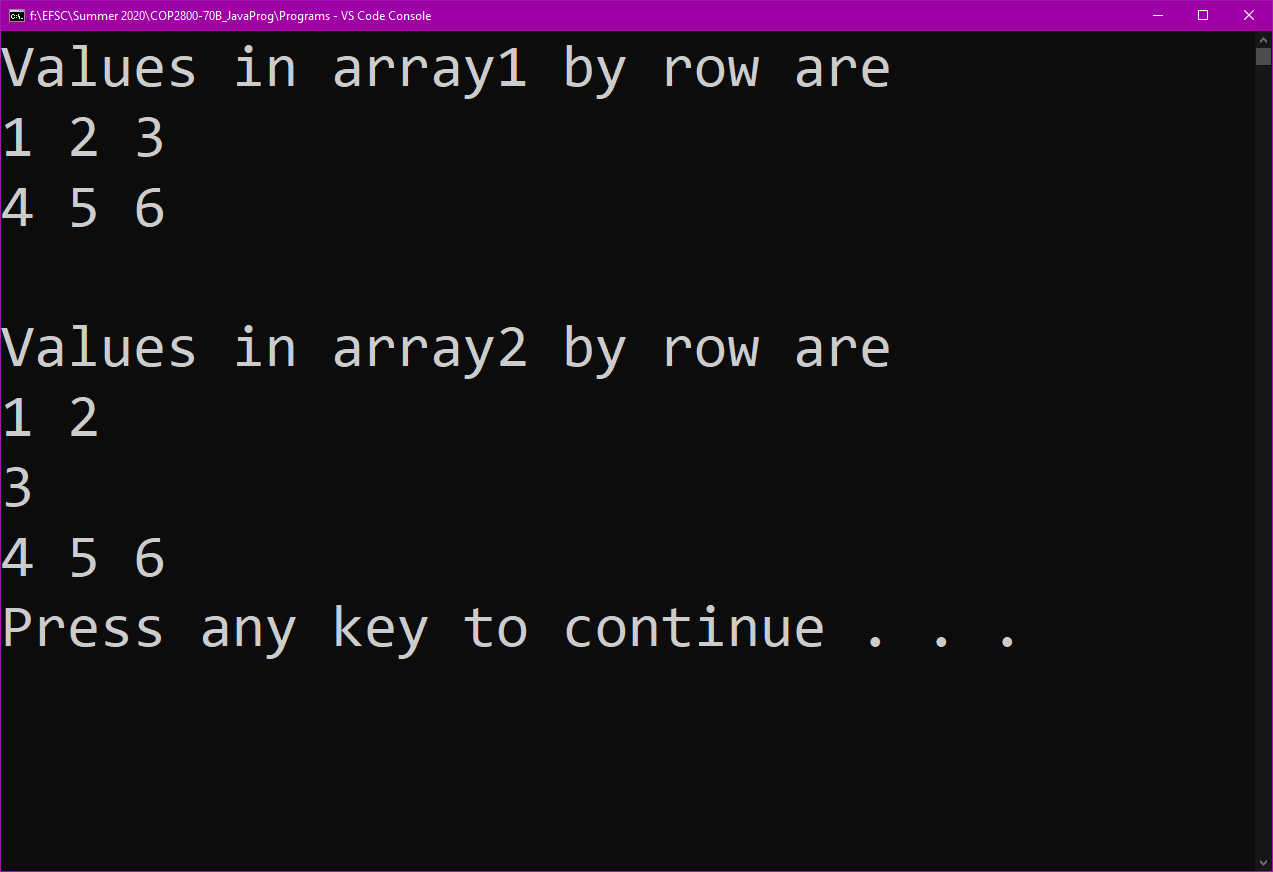 f:\EFSC\Summer 2020\COP2800-70B_JavaProg\Programs - VS Code Console
Values in array1 by row are
1 2 3
4 5 6

Values in array2 by row are
1 2
3
4 5 6
Press any key to continue . . .